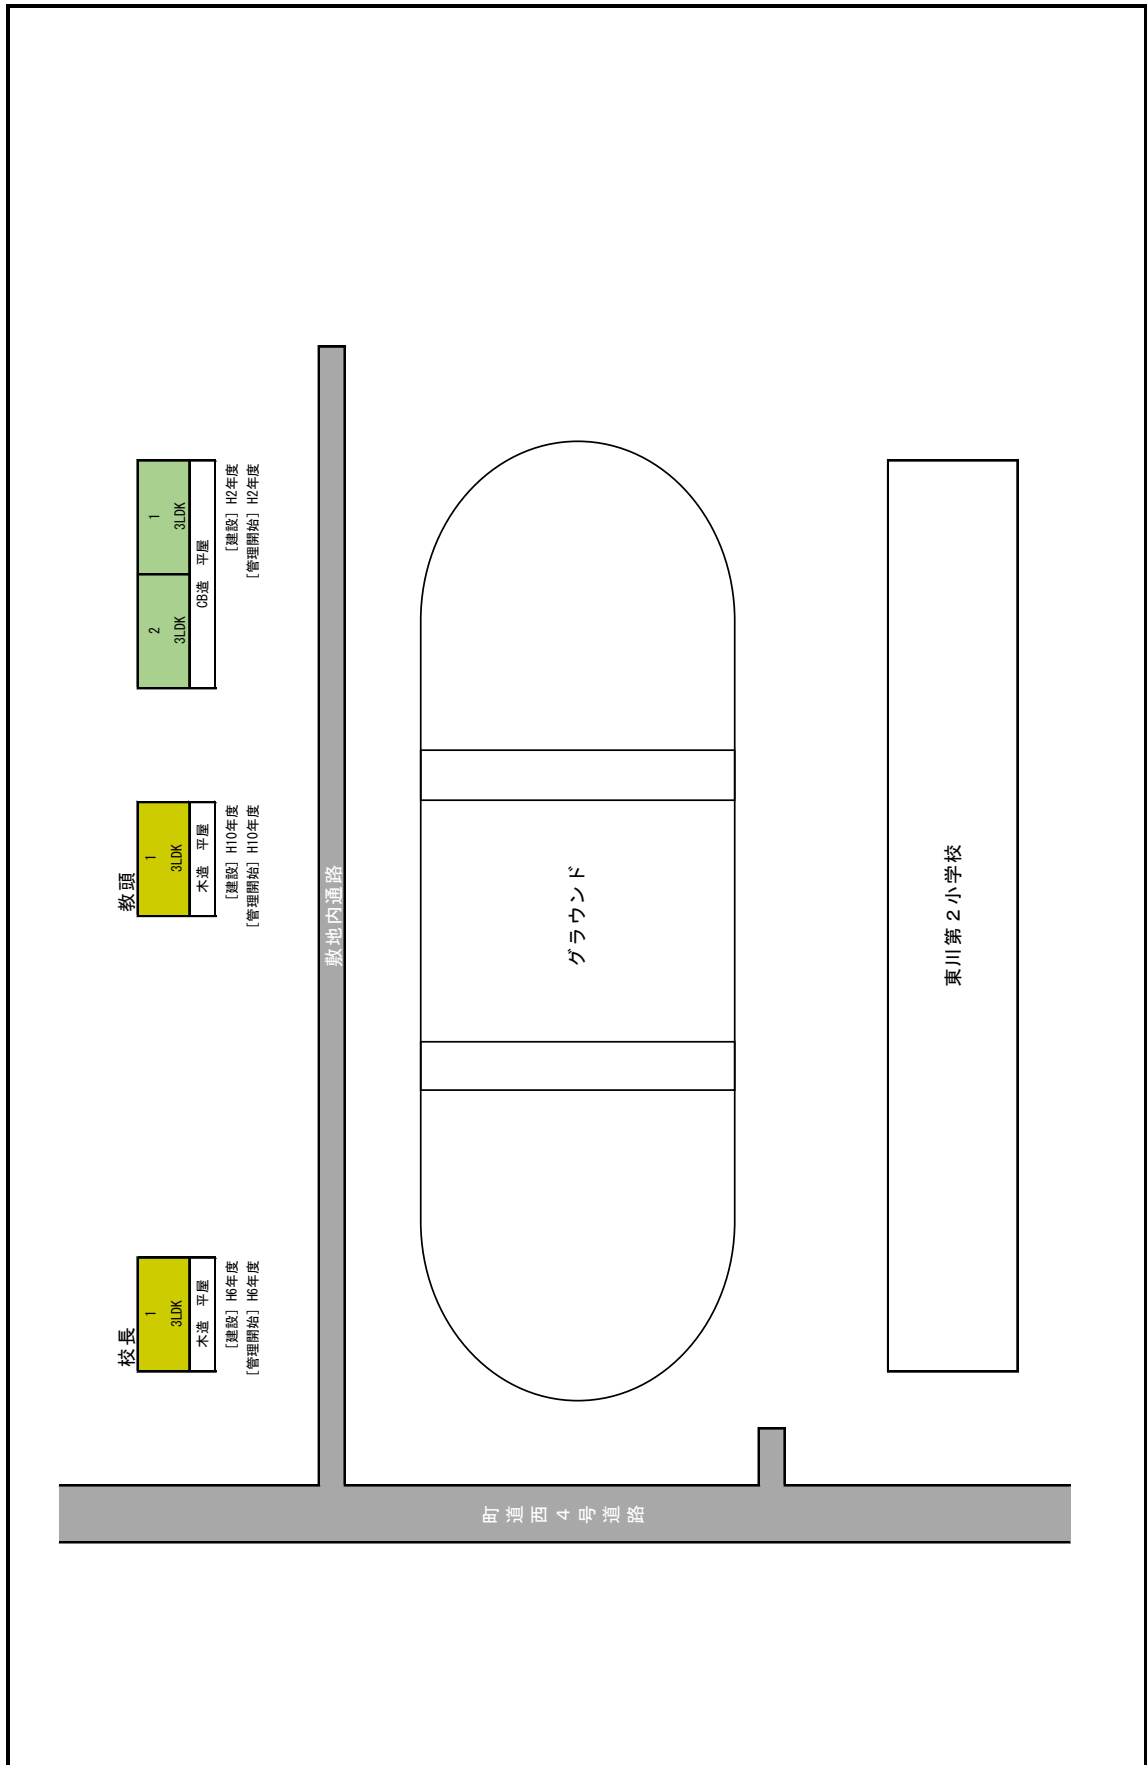 校長
1
3LDK
木造 平屋
[建設] H6年度
[管理開始] H6年度
教頭
1
3LDK
木造 平屋
[建設] H10年度
[管理開始] H10年度
2
3LDK
1
3LDK
CB造 平屋
[建設] H2年度
[管理開始] H2年度
敷地内通路
グラウンド
東川第２小学校
町道西４号道路